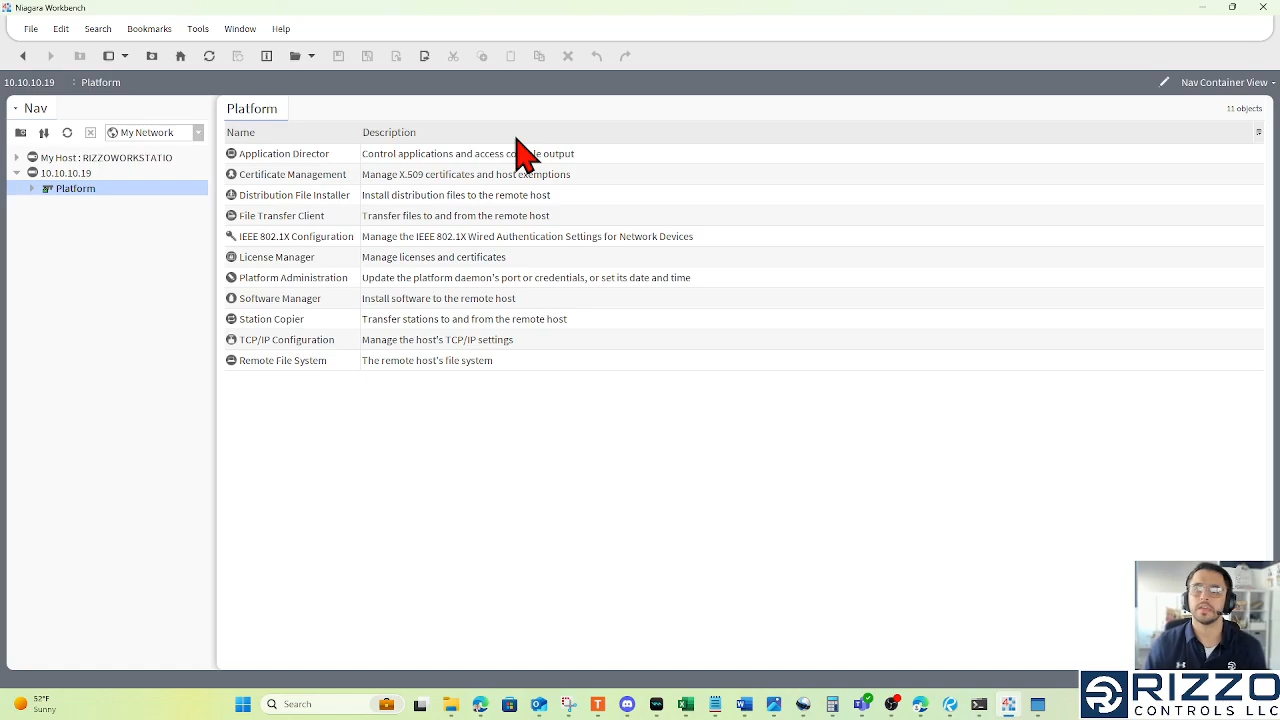 Niagara Workbench
File Edit Search Bookmarks Tools Window Help
10.10.10.19 : Platform Nav Container View
Nav
My Network
My Host : RIZZOWORKSTATIO
10.10.10.19
Platform
Platform 11 objects
Name Description
Application Director Control applications and access co le output
Certificate Management Manage X.509 certificates and host exemptions
Distribution File Installer Install distribution files to the remote host
File Transfer Client Transfer files to and from the remote host
IEEE 802.1X Configuration Manage the IEEE 802.1X Wired Authentication Settings for Network Devices
License Manager Manage licenses and certificates
Platform Administration Update the platform daemon's port or credentials, or set its date and time
Software Manager Install software to the remote host
Station Copier Transfer stations to and from the remote host
TCP/IP Configuration Manage the host's TCP/IP settings
Remote File System The remote host's file system
52°F
Sunny
Search
RIZZO
CONTROLS LLC